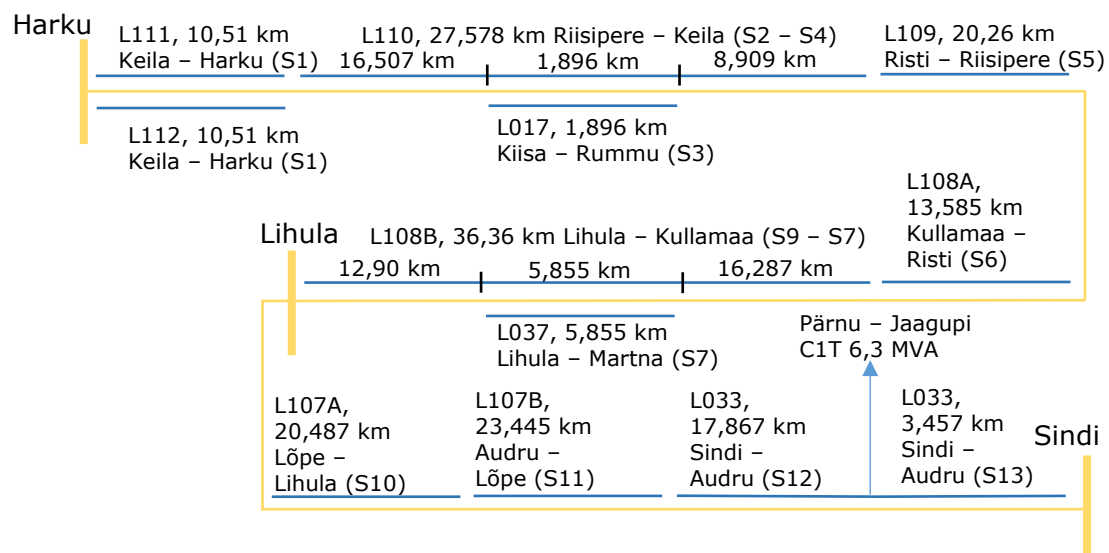 Harku
L111, 10,51 km
Keila – Harku (S1)
L110, 27,578 km Riisipere – Keila (S2 – S4)
16,507 km
1,896 km
8,909 km
L109, 20,26 km
Risti – Riisipere (S5)
L112, 10,51 km
Keila – Harku (S1)
L017, 1,896 km
Kiisa – Rummu (S3)
L108A,
13,585 km
Kullamaa –
Risti (S6)
Lihula
L108B, 36,36 km Lihula – Kullamaa (S9 – S7)
12,90 km
5,855 km
16,287 km
L037, 5,855 km
Lihula – Martna (S7)
Pärnu – Jaagupi
C1T 6,3 MVA
L107A,
20,487 km
Lõpe –
Lihula (S10)
L107B,
23,445 km
Audru –
Lõpe (S11)
L033,
17,867 km
Sindi –
Audru (S12)
L033,
3,457 km
Sindi –
Audru (S13)
Sindi